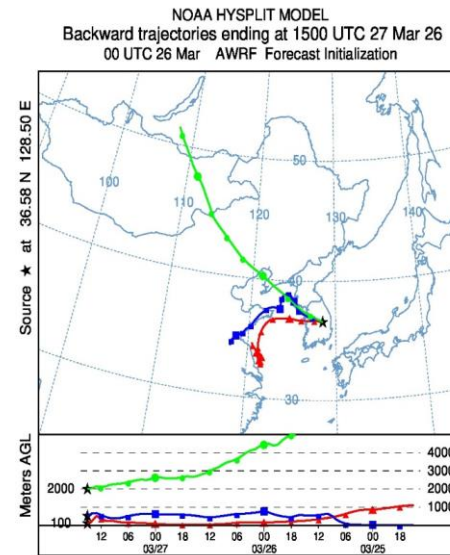 NOAA HYSPLIT MODEL
Backward trajectories ending at 1500 UTC 27 Mar 26
00 UTC 26 Mar AWRF Forecast Initialization
Source ★ at 36.58 N 128.50 E
50
100
110
120
130
140
40
30
Meters AGL
4000
3000
2000
2000
1000
100
12 06 00 18 12 06 00 18 12 06 00 18
03/27 03/26 03/25